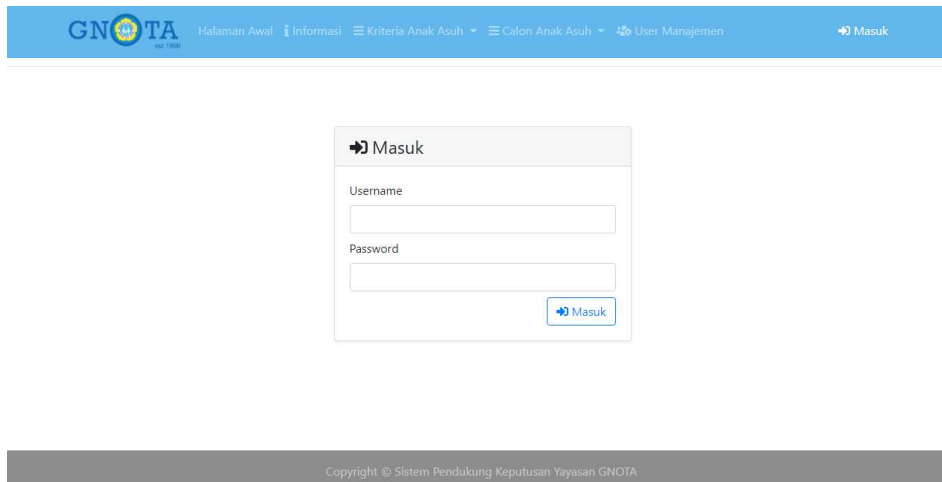 GNOTA
est 1996
Halaman Awal Informasi Kriteria Anak Asuh Calon Anak Asuh User Manajemen Masuk
Masuk
Username
Password
Masuk
Copyright © Sistem Pendukung Keputusan Yayasan GNOTA